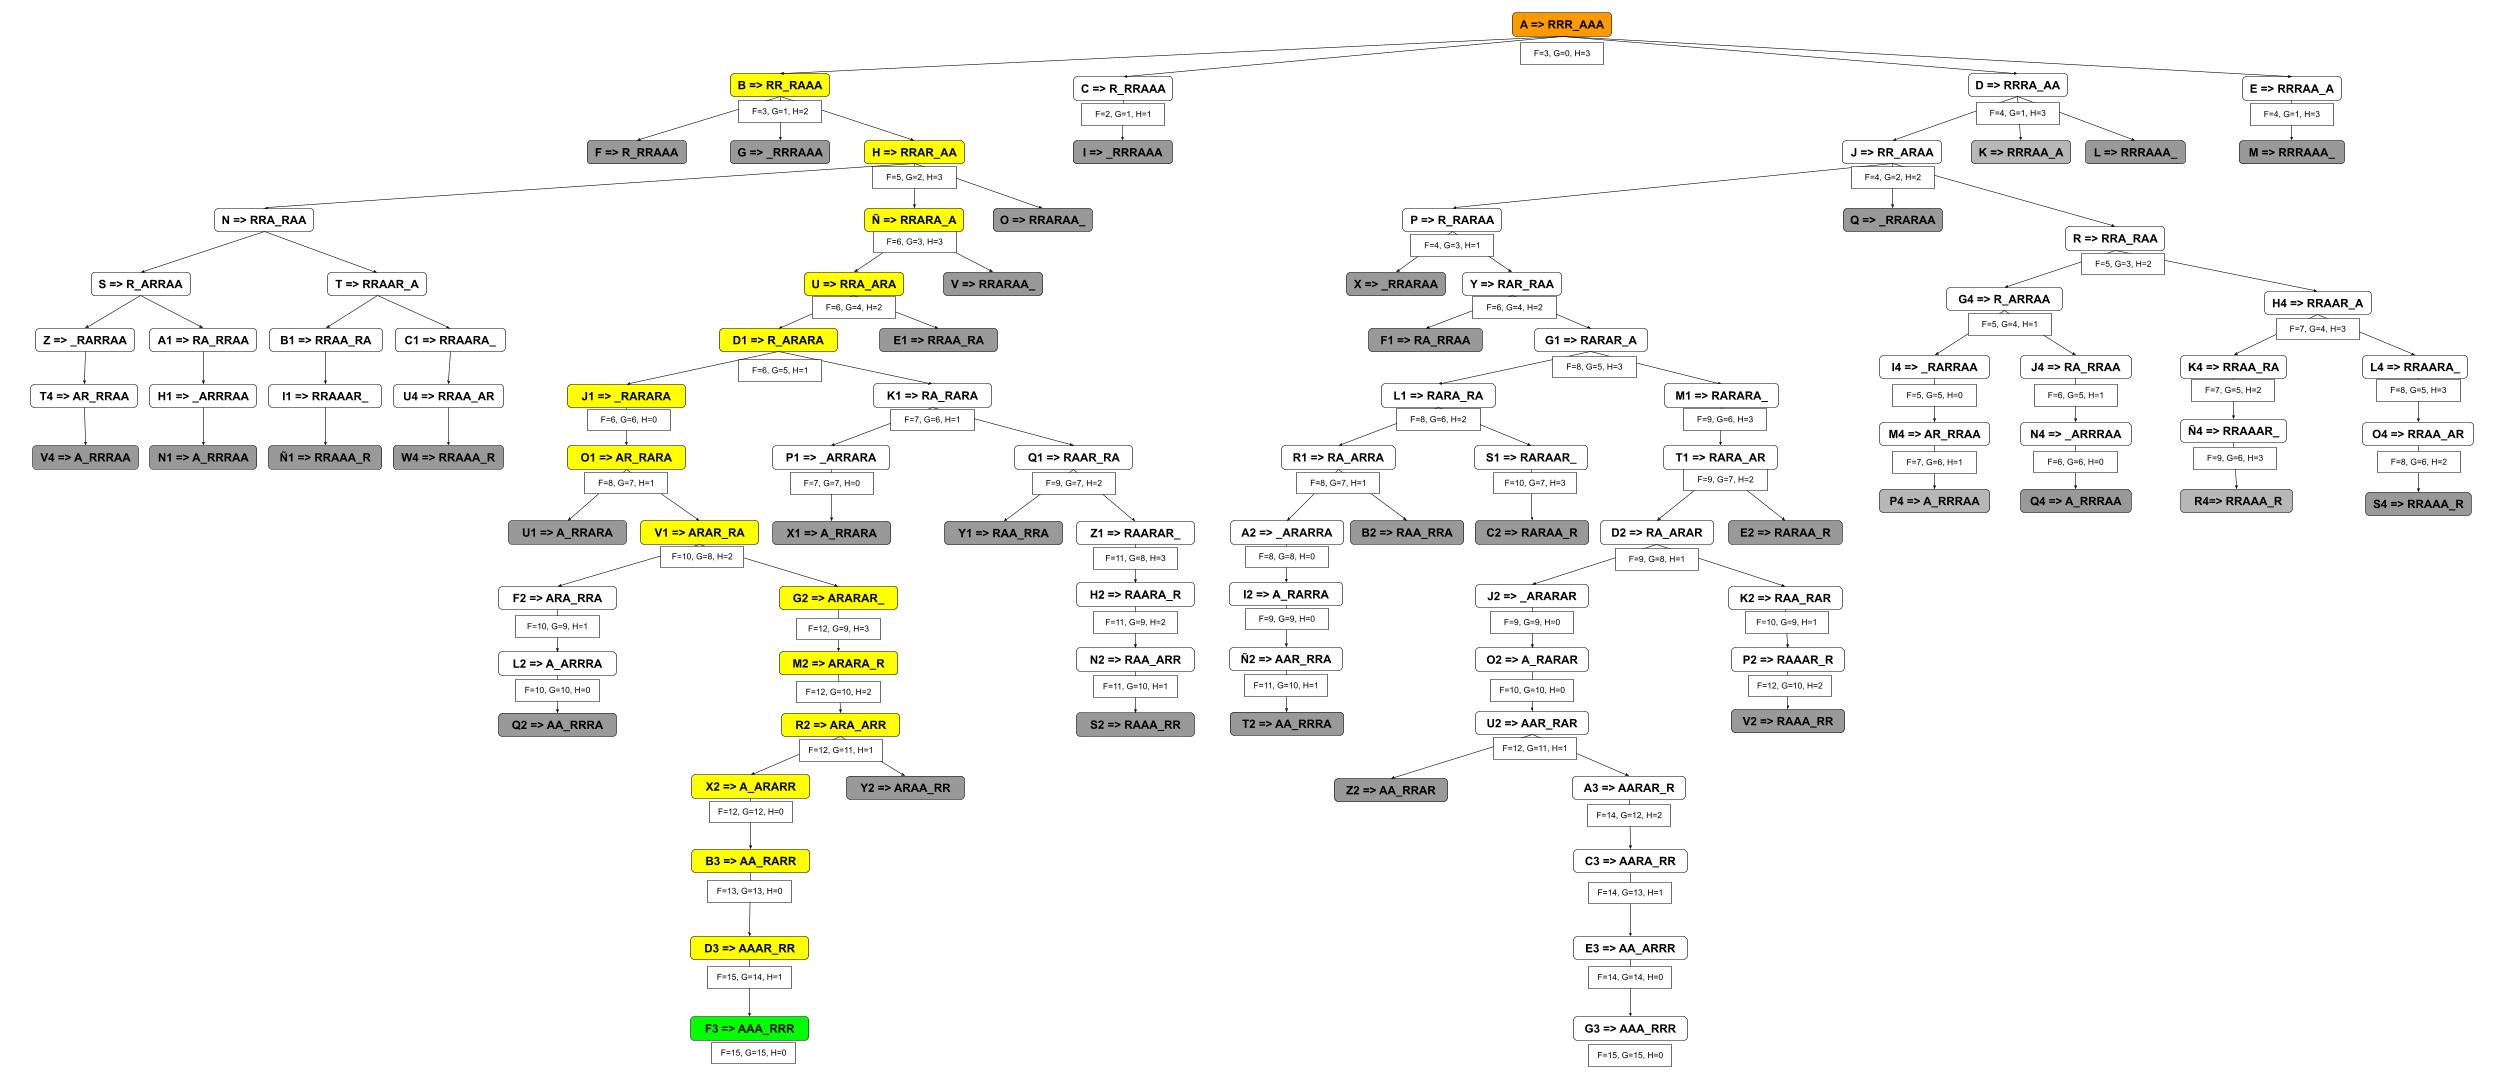 A => RRR_AAA
F=3, G=0, H=3
B => RR_RAAA
C => R_RRAAA
D => RRRA_AA
E => RRRAA_A
F=3, G=1, H=2
F=2, G=1, H=1
F=4, G=1, H=3
F=4, G=1, H=3
F => R_RRAAA
G => _RRRAAA
H => RRAR_AA
I => _RRRAAA
J => RR_ARAA
K => RRRAA_A
L => RRRAAA_
M => RRRAAA_
F=5, G=2, H=3
F=4, G=2, H=2
N => RRA_RAA
Ñ => RRARA_A
O => RRARAA_
P => R_RARAA
Q => _RRARAA
R => RRA_RAA
F=6, G=3, H=3
F=4, G=3, H=1
F=5, G=3, H=2
S => R_ARRAA
T => RRAAR_A
U => RRA_ARA
V => RRARAA_
X => _RRARAA
Y => RAR_RAA
G4 => R_ARRAA
H4 => RRAAR_A
F=6, G=4, H=2
F=6, G=4, H=2
F=5, G=4, H=1
F=7, G=4, H=3
Z => _RARRAA
A1 => RA_RRAA
B1 => RRAA_RA
C1 => RRAARA_
D1 => R_ARARA
E1 => RRAA_RA
F1 => RA_RRAA
G1 => RARAR_A
F=6, G=5, H=1
F=8, G=5, H=3
I4 => _RARRAA
J4 => RA_RRAA
K4 => RRAA_RA
L4 => RRAARA_
F=5, G=5, H=0
F=6, G=5, H=1
F=7, G=5, H=2
F=8, G=5, H=3
T4 => AR_RRAA
H1 => _ARRRAA
I1 => RRAAAR_
U4 => RRAA_AR
J1 => _RARARA
K1 => RA_RARA
L1 => RARA_RA
M1 => RARARA_
F=6, G=6, H=0
F=7, G=6, H=1
F=8, G=6, H=2
F=9, G=6, H=3
M4 => AR_RRAA
N4 => _ARRRAA
Ñ4 => RRAAAR_
O4 => RRAA_AR
F=7, G=6, H=1
F=6, G=6, H=0
F=9, G=6, H=3
F=8, G=6, H=2
V4 => A_RRRAA
N1 => A_RRRAA
Ñ1 => RRAAA_R
W4 => RRAAA_R
O1 => AR_RARA
P1 => _ARRARA
Q1 => RAAR_RA
R1 => RA_ARRA
S1 => RARAAR_
T1 => RARA_AR
F=8, G=7, H=1
F=7, G=7, H=0
F=9, G=7, H=2
F=8, G=7, H=1
F=10, G=7, H=3
F=9, G=7, H=2
P4 => A_RRRAA
Q4 => A_RRRAA
R4=> RRAAA_R
S4 => RRAAA_R
U1 => A_RRARA
V1 => ARAR_RA
X1 => A_RRARA
Y1 => RAA_RRA
Z1 => RAARAR_
A2 => _ARARRA
B2 => RAA_RRA
C2 => RARAA_R
D2 => RA_ARAR
E2 => RARAA_R
F=10, G=8, H=2
F=11, G=8, H=3
F=8, G=8, H=0
F=9, G=8, H=1
F2 => ARA_RRA
G2 => ARARAR_
H2 => RAARA_R
I2 => A_RARRA
J2 => _ARARAR
K2 => RAA_RAR
F=10, G=9, H=1
F=12, G=9, H=3
F=11, G=9, H=2
F=9, G=9, H=0
F=9, G=9, H=0
F=10, G=9, H=1
L2 => A_ARRRA
M2 => ARARA_R
N2 => RAA_ARR
Ñ2 => AAR_RRA
O2 => A_RARAR
P2 => RAAAR_R
F=10, G=10, H=0
F=12, G=10, H=2
F=11, G=10, H=1
F=11, G=10, H=1
F=10, G=10, H=0
F=12, G=10, H=2
Q2 => AA_RRRA
R2 => ARA_ARR
S2 => RAAA_RR
T2 => AA_RRRA
U2 => AAR_RAR
V2 => RAAA_RR
F=12, G=11, H=1
F=12, G=11, H=1
X2 => A_ARARR
Y2 => ARAA_RR
Z2 => AA_RRAR
A3 => AARAR_R
F=12, G=12, H=0
F=14, G=12, H=2
B3 => AA_RARR
C3 => AARA_RR
F=13, G=13, H=0
F=14, G=13, H=1
D3 => AAAR_RR
E3 => AA_ARRR
F=15, G=14, H=1
F=14, G=14, H=0
F3 => AAA_RRR
G3 => AAA_RRR
F=15, G=15, H=0
F=15, G=15, H=0